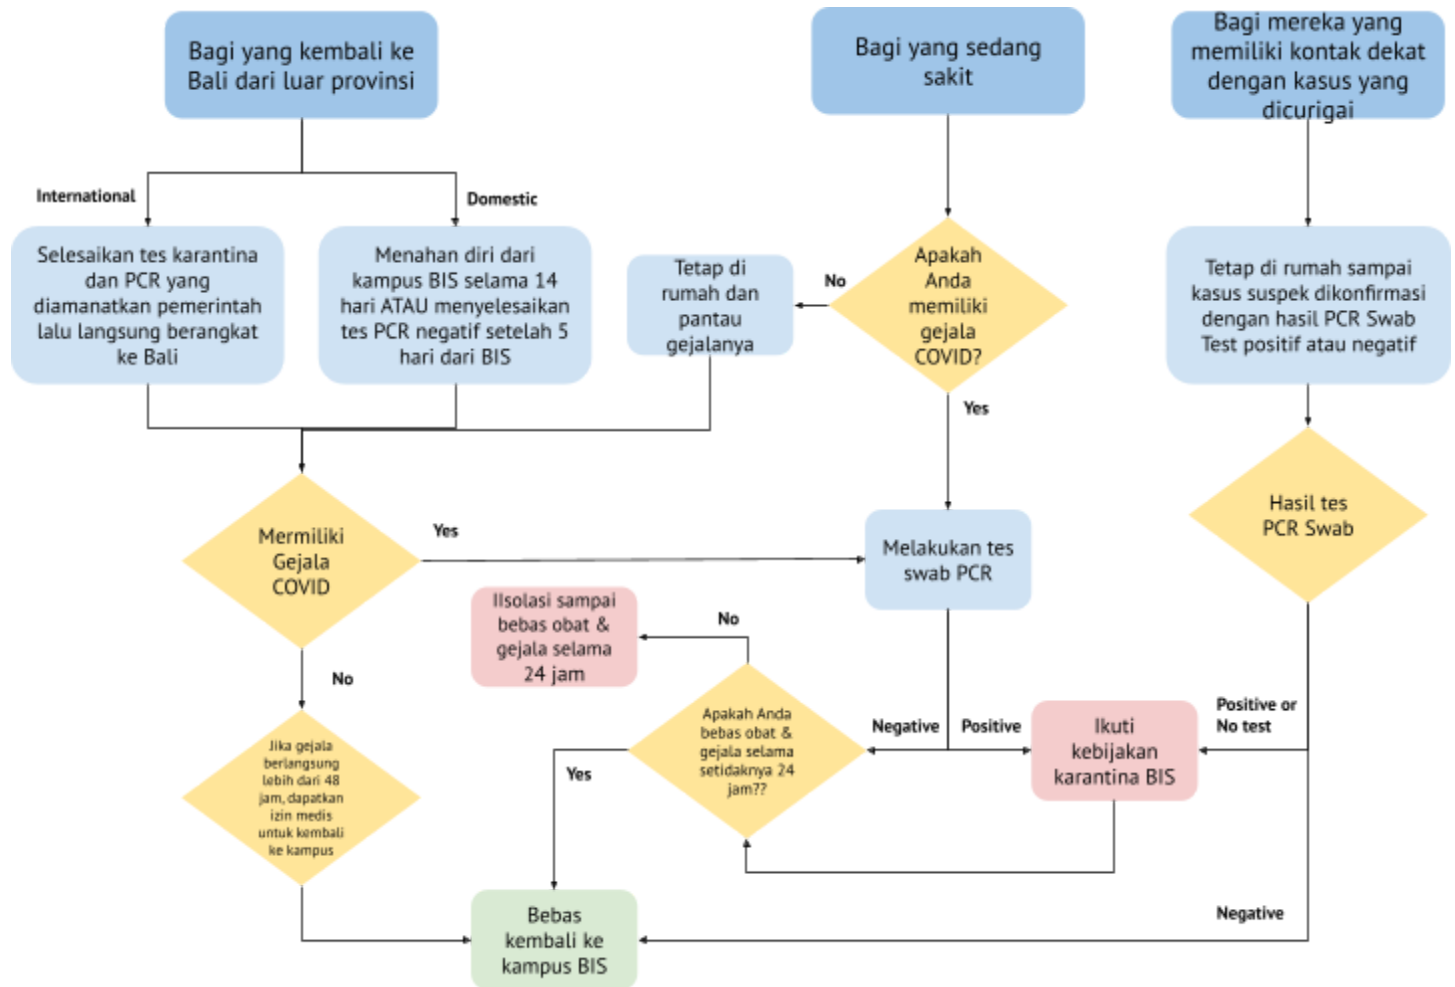 Bagi yang kembali ke
Bali dari luar provinsi
Bagi yang sedang
sakit
Bagi mereka yang
memiliki kontak dekat
dengan kasus yang
dicurigai
International
Domestic
Selesaikan tes karantina
dan PCR yang
diamanatkan pemerintah
lalu langsung berangkat
ke Bali
Menahan diri dari
kampus BIS selama 14
hari ATAU menyelesaikan
tes PCR negatif setelah 5
hari dari BIS
Tetap di
rumah dan
pantau
gejalanya
No
Apakah
Anda
memiliki
gejala
COVID?
Tetap di rumah sampai
kasus suspek dikonfirmasi
dengan hasil PCR Swab
Test positif atau negatif
Yes
Mermiliki
Gejala
COVID
Yes
Melakukan tes
swab PCR
Hasil tes
PCR Swab
IIsolasi sampai
bebas obat &
gejala selama
24 jam
No
No
Jika gejala
berlangsung
lebih dari 48
jam, dapatkan
izin medis
untuk kembali
ke kampus
Apakah Anda
bebas obat &
gejala selama
setidaknya 24
jam??
Yes
Negative
Positive
Ikuti
kebijakan
karantina BIS
Positive or
No test
Bebas
kembali ke
kampus BIS
Negative